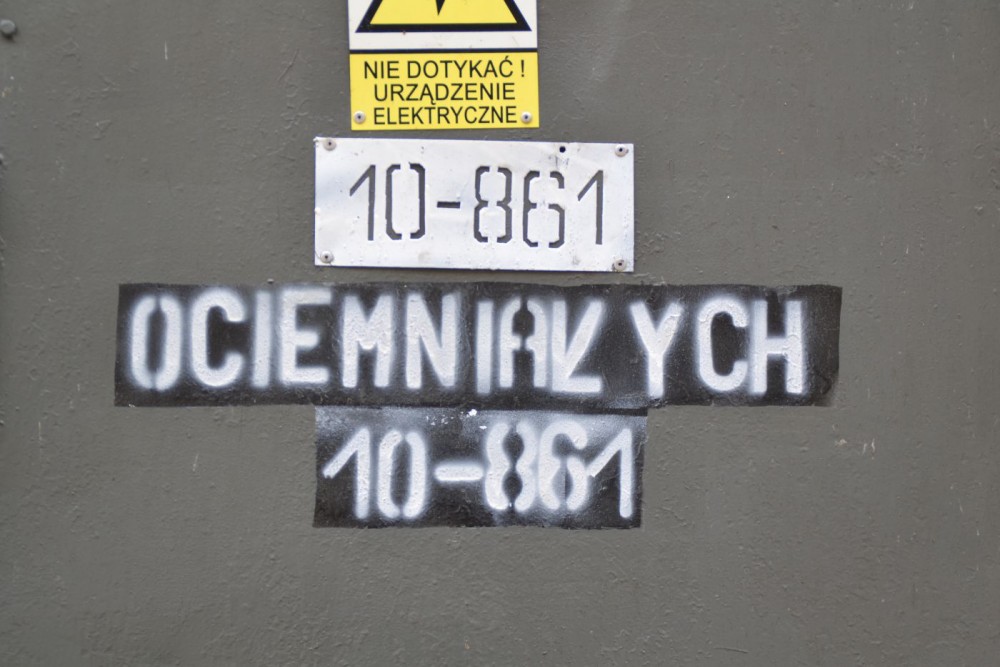 NIE DOTYKAĆ !
URZĄDZENIE
ELEKTRYCZNE
10-861
OCIEMNIAŁYCH
10-861